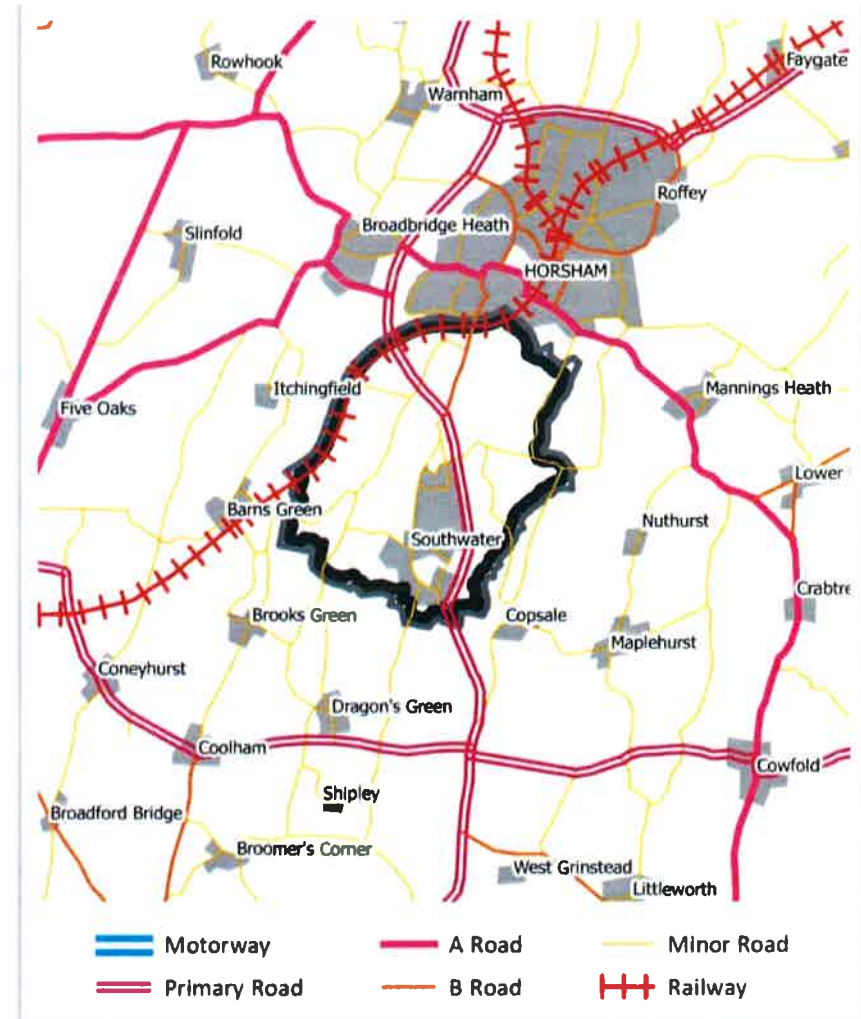 Rowhook
Faygate
Warnham
Roffey
Slinfold
Broadbridge Heath
HORSHAM
Itchingfield
Mannings Heath
Five Oaks
Lower
Barns Green
Nuthurst
Southwater
Crabtre
Brooks Green
Copsale
Maplehurst
Coneyhurst
Dragon's Green
Coolham
Cowfold
Shipley
Broadford Bridge
Broomer's Corner
West Grinstead
Littleworth
Motorway
A Road
Minor Road
Primary Road
B Road
Railway